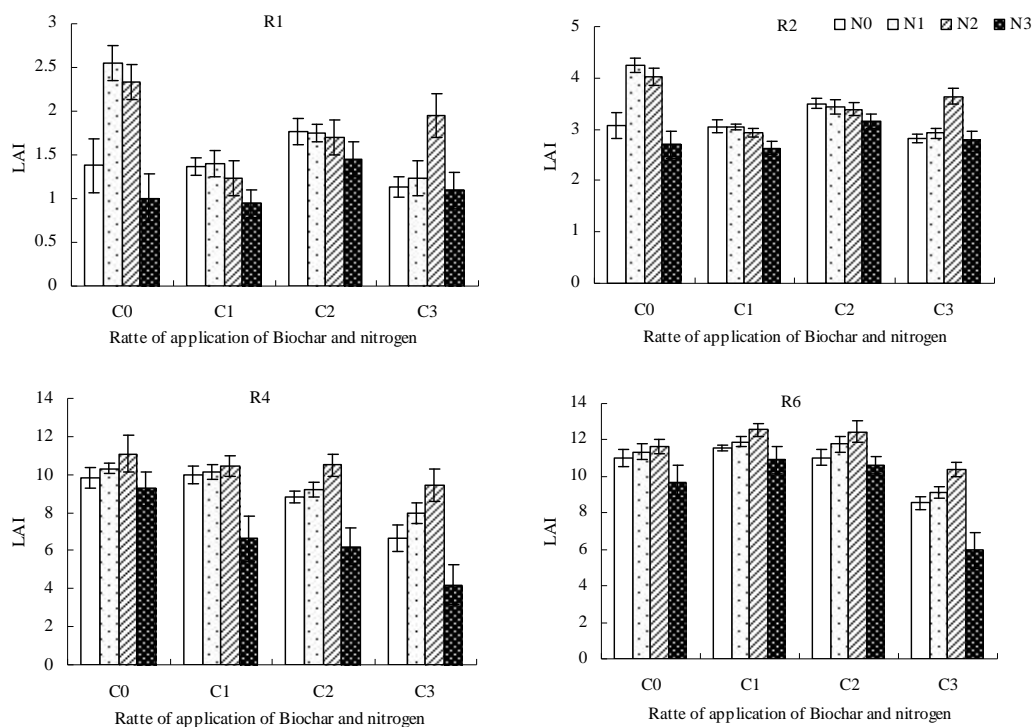 R1
3
2.5
2
1.5
1
0.5
0
LAI
C0 C1 C2 C3
Ratte of application of Biochar and nitrogen
R2 N0 N1 N2 N3
5
4
3
2
1
0
LAI
C0 C1 C2 C3
Ratte of application of Biochar and nitrogen
R4
14
12
10
8
6
4
2
0
LAI
C0 C1 C2 C3
Ratte of application of Biochar and nitrogen
R6
14
12
10
8
6
4
2
0
LAI
C0 C1 C2 C3
Ratte of application of Biochar and nitrogen